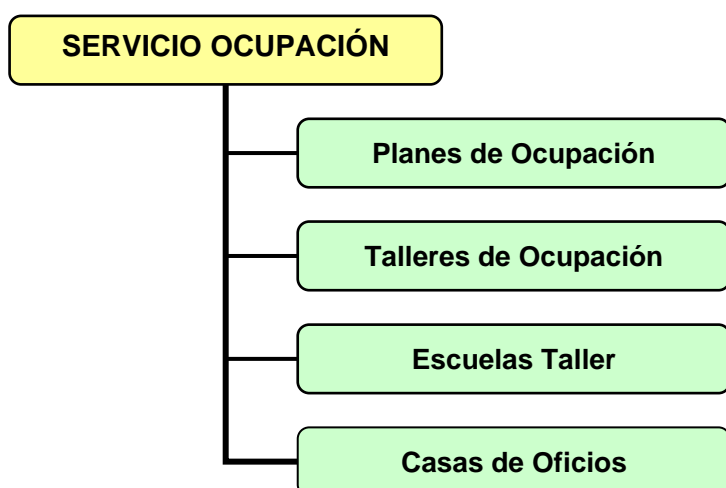 SERVICIO OCUPACIÓN
Planes de Ocupación
Talleres de Ocupación
Escuelas Taller
Casas de Oficios